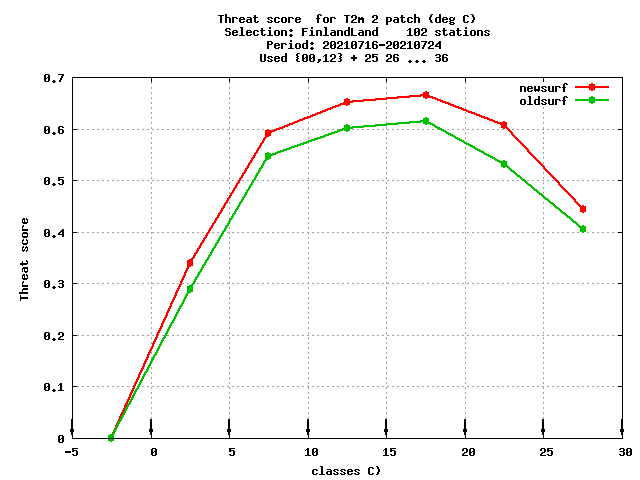 Threat score  for T2m 2 patch (deg C)
Selection: FinlandLand    102 stations
Period: 20210716-20210724
Used {00,12} + 25 26 ... 36
newsurf
oldsurf
0.7
0.6
0.5
0.4
0.3
0.2
0.1
0
Threat score
-5 0 5 10 15 20 25 30
classes C)